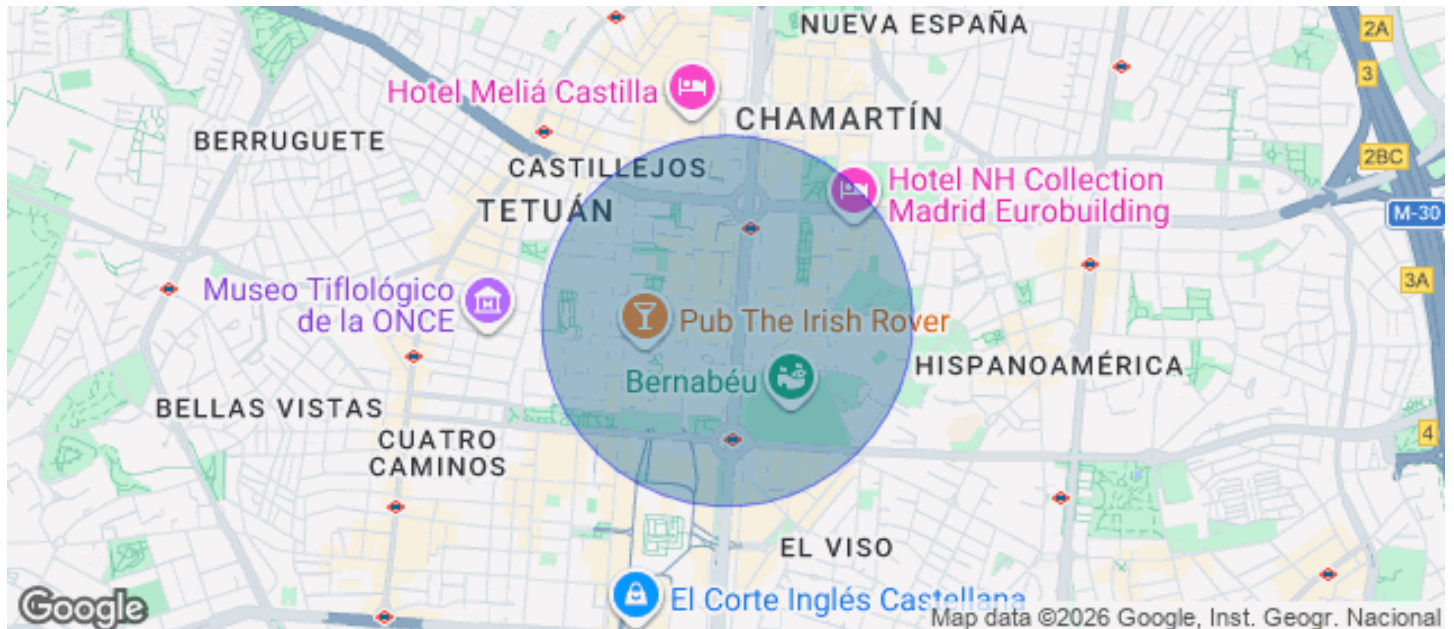 NUEVA ESPAÑA
2A
3
Hotel Meliá Castilla
CHAMARTÍN
BERRUGUETE
2BC
CASTILLEJOS
Hotel NH Collection
Madrid Eurobuilding
TETUÁN
M-30
3A
Museo Tiflológico
de la ONCE
Pub The Irish Rover
HISPANOAMÉRICA
Bernabéu
BELLAS VISTAS
CUATRO
CAMINOS
4
EL VISO
El Corte Inglés Castellana
Google
Map data ©2026 Google, Inst. Geogr. Nacional